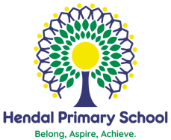 Hendal Primary School
Belong, Aspire, Achieve.